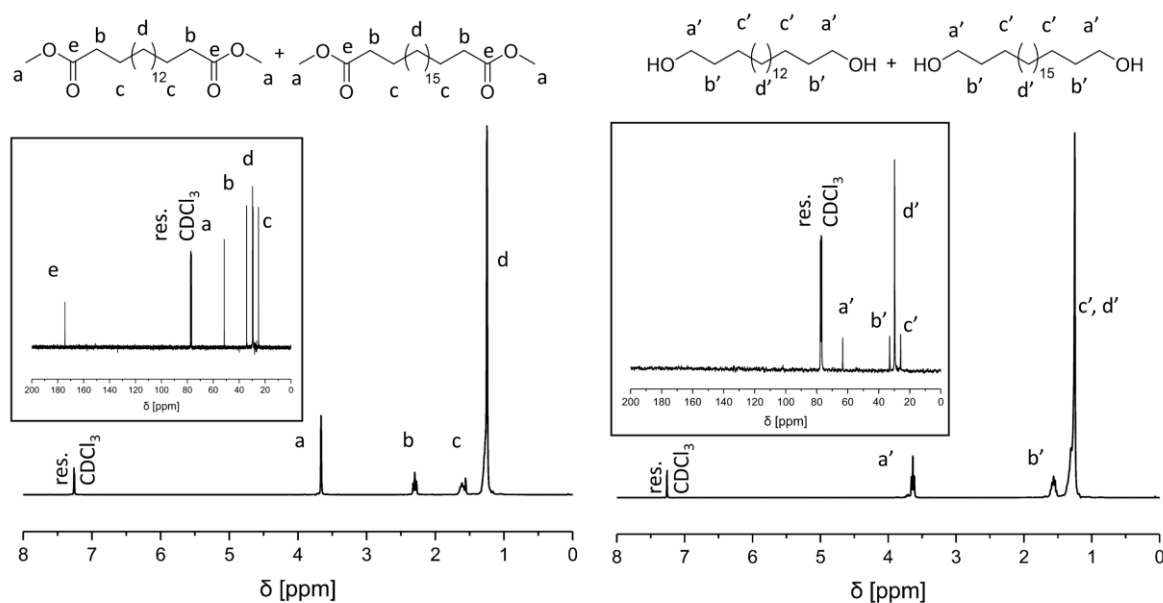 b d b
e e
O + O
a 12 a 15 a
O c c O O c c O
a' c' c' a' a' c' c' a'
HO 12 OH + HO 15 OH
b' d' b' b' d' b'
d
b
res.
CDCl3
a
c
e
200 180 160 140 120 100 80 60 40 20 0
δ [ppm]
d
a
b
c
res.
CDCl3
8 7 6 5 4 3 2 1 0
δ [ppm]
res.
CDCl3
d'
a'
b'
c'
200 180 160 140 120 100 80 60 40 20 0
δ [ppm]
c', d'
a'
b'
res.
CDCl3
8 7 6 5 4 3 2 1 0
δ [ppm]